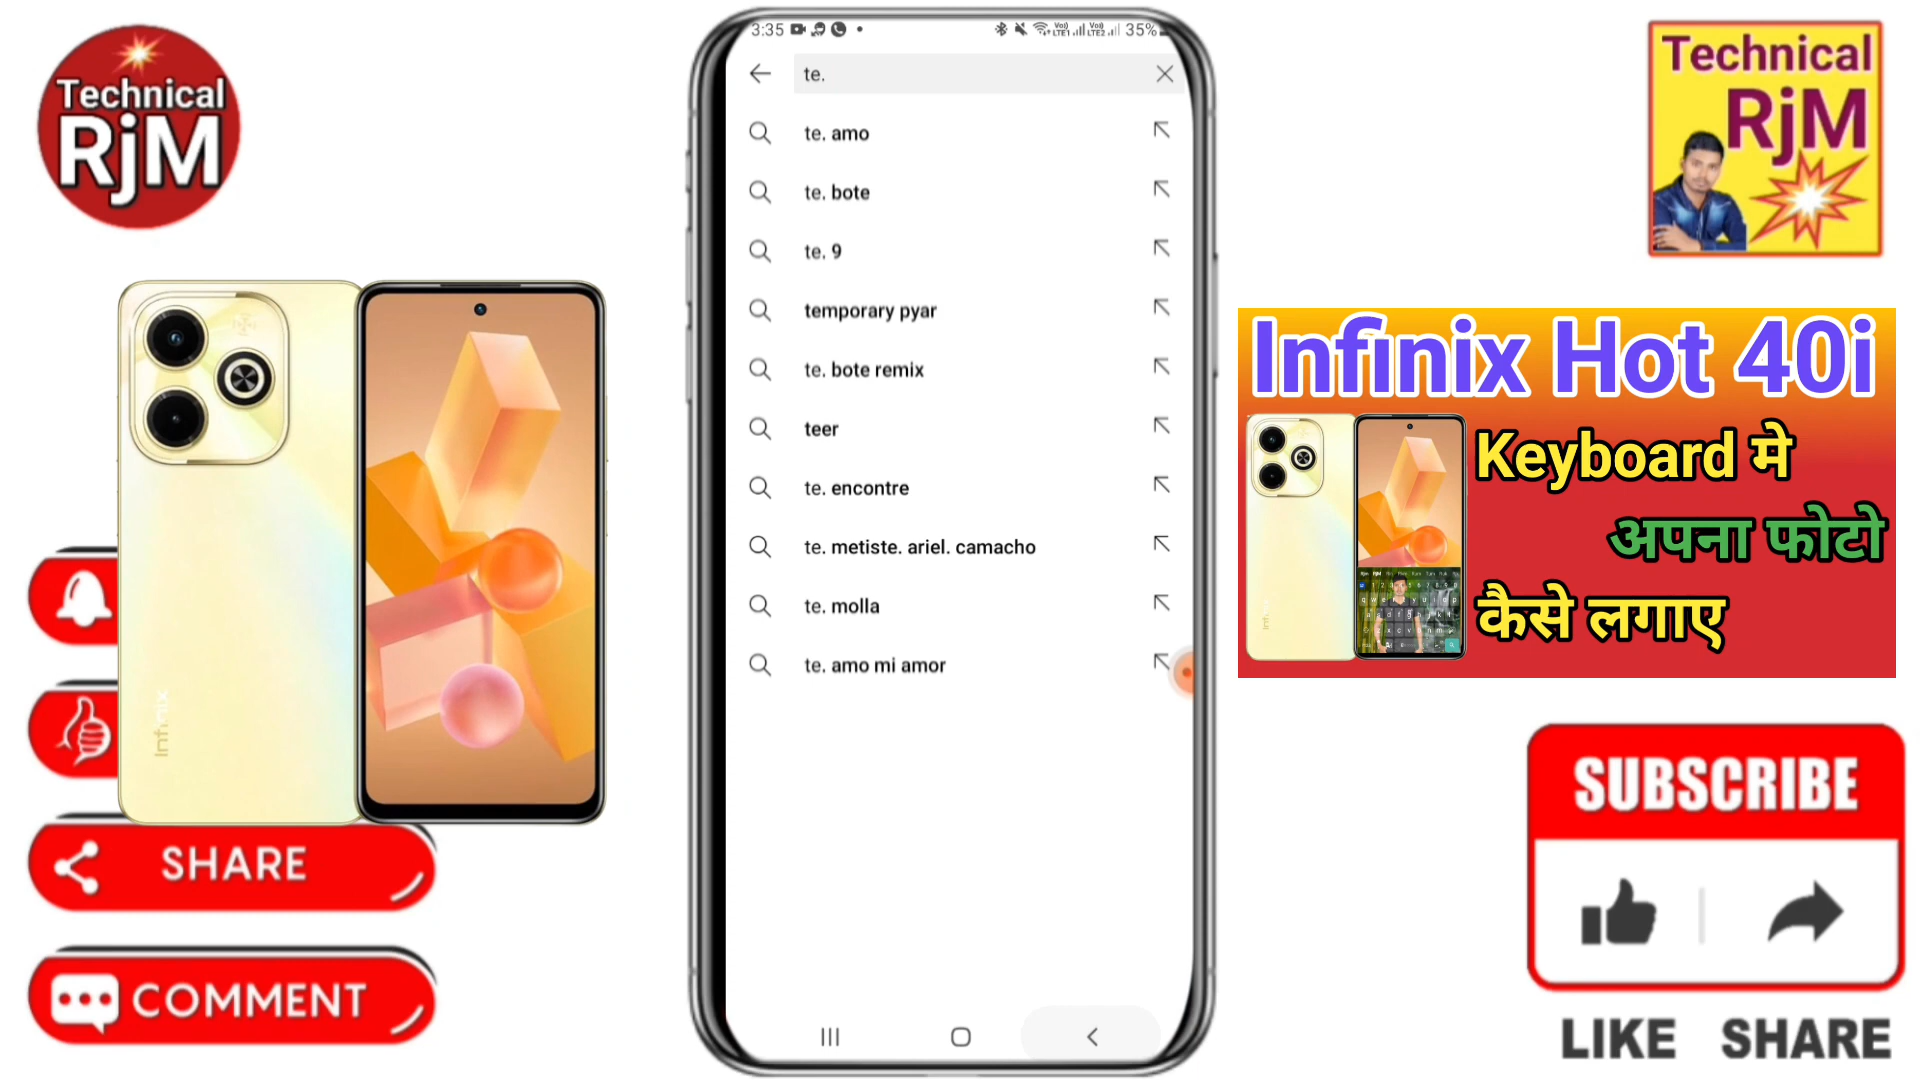 Technical
RjM
SHARE
COMMENT
Infinix
3:35
35%
te.
te. amo
te. bote
te. 9
temporary pyar
te. bote remix
teer
te. encontre
te. metiste. ariel. camacho
te. molla
te. amo mi amor
Technical
RjM
Infinix Hot 40i
Keyboard मे
अपना फोटो
कैसे लगाए
SUBSCRIBE
LIKE SHARE